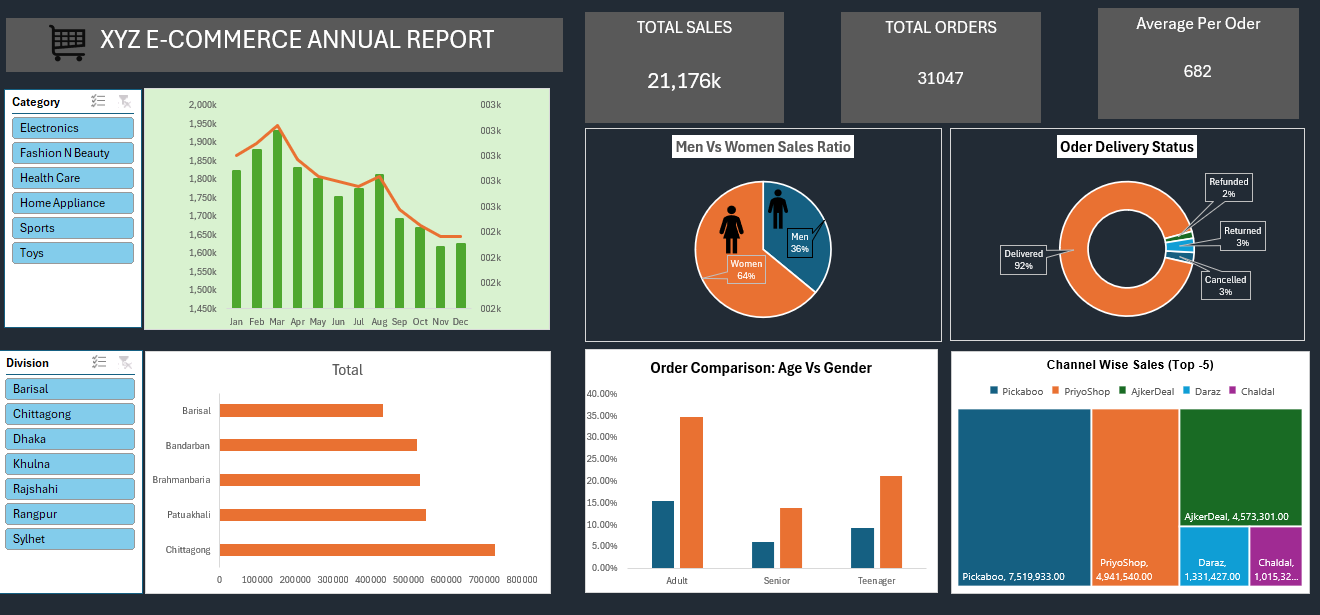 XYZ E-COMMERCE ANNUAL REPORT
TOTAL SALES
21,176k
TOTAL ORDERS
31047
Average Per Oder
682
Category
Electronics
Fashion N Beauty
Health Care
Home Appliance
Sports
Toys
2,000k
1,950k
1,900k
1,850k
1,800k
1,750k
1,700k
1,650k
1,600k
1,550k
1,500k
1,450k
003k
003k
003k
003k
003k
002k
002k
002k
002k
Jan Feb Mar Apr May Jun Jul Aug Sep Oct Nov Dec
Men Vs Women Sales Ratio
Men
36%
Women
64%
Oder Delivery Status
Refunded
2%
Returned
3%
Delivered
92%
Cancelled
3%
Division
Barisal
Chittagong
Dhaka
Khulna
Rajshahi
Rangpur
Sylhet
Total
Barisal
Bandarban
Brahmanbaria
Patuakhali
Chittagong
0 100000 200000 300000 400000 500000 600000 700000 800000
Order Comparison: Age Vs Gender
40.00%
35.00%
30.00%
25.00%
20.00%
15.00%
10.00%
5.00%
0.00%
Adult Senior Teenager
Channel Wise Sales (Top -5)
Pickaboo PriyoShop AjkerDeal Daraz Chaldal
AjkerDeal, 4,573,301.00
Pickaboo, 7,519,933.00
PriyoShop,
4,941,540.00
Daraz,
1,331,427.00
Chaldal,
1,015,32...